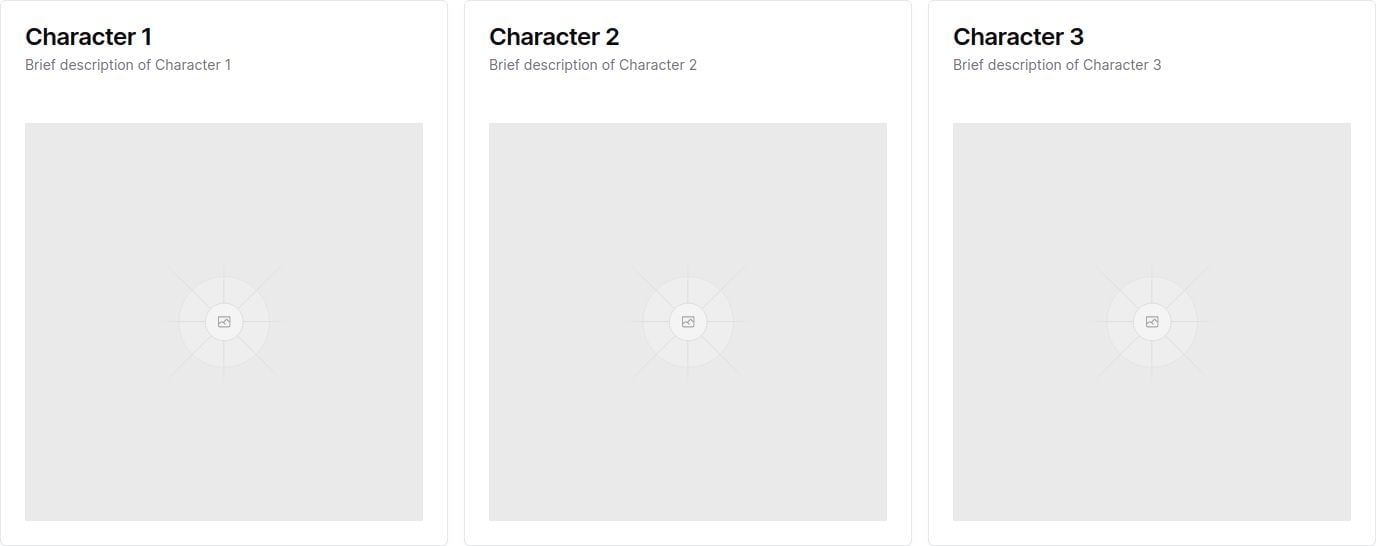 Character 1
Brief description of Character 1
Character 2
Brief description of Character 2
Character 3
Brief description of Character 3